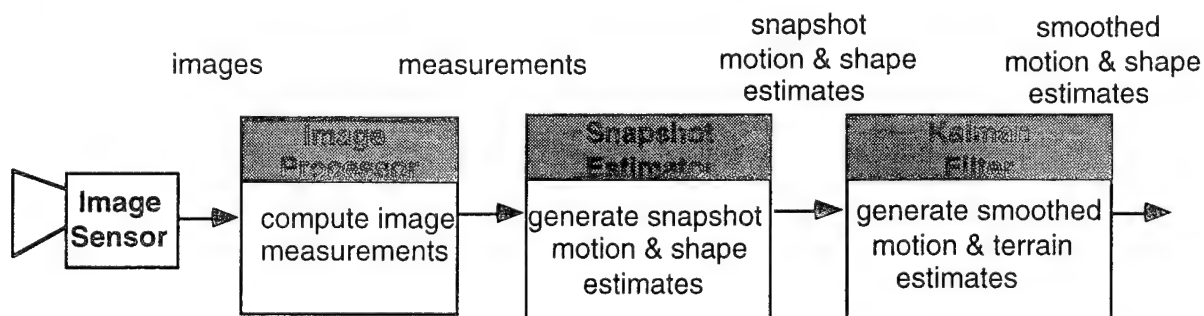 images
measurements
snapshot
motion & shape
estimates
smoothed
motion & shape
estimates
Image
Sensor
Image
Processor
compute image
measurements
Snapshot
Estimator
generate snapshot
motion & shape
estimates
Kalman
Filter
generate smoothed
motion & terrain
estimates